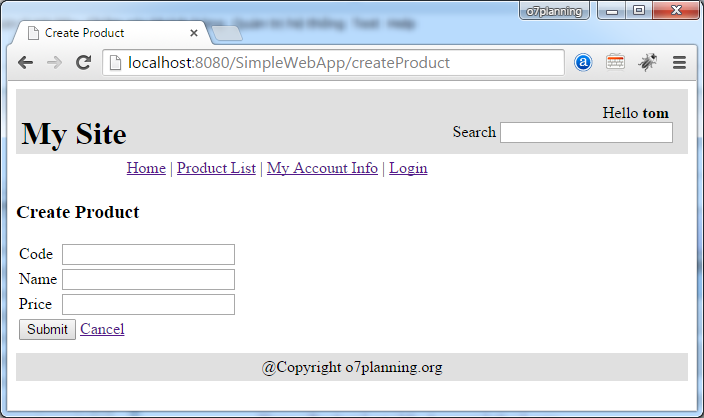 o7planning
Create Product
localhost:8080/SimpleWebApp/createProduct
Hello tom
My Site
Search
Home | Product List | My Account Info | Login
Create Product
Code
Name
Price
Submit Cancel
@Copyright o7planning.org